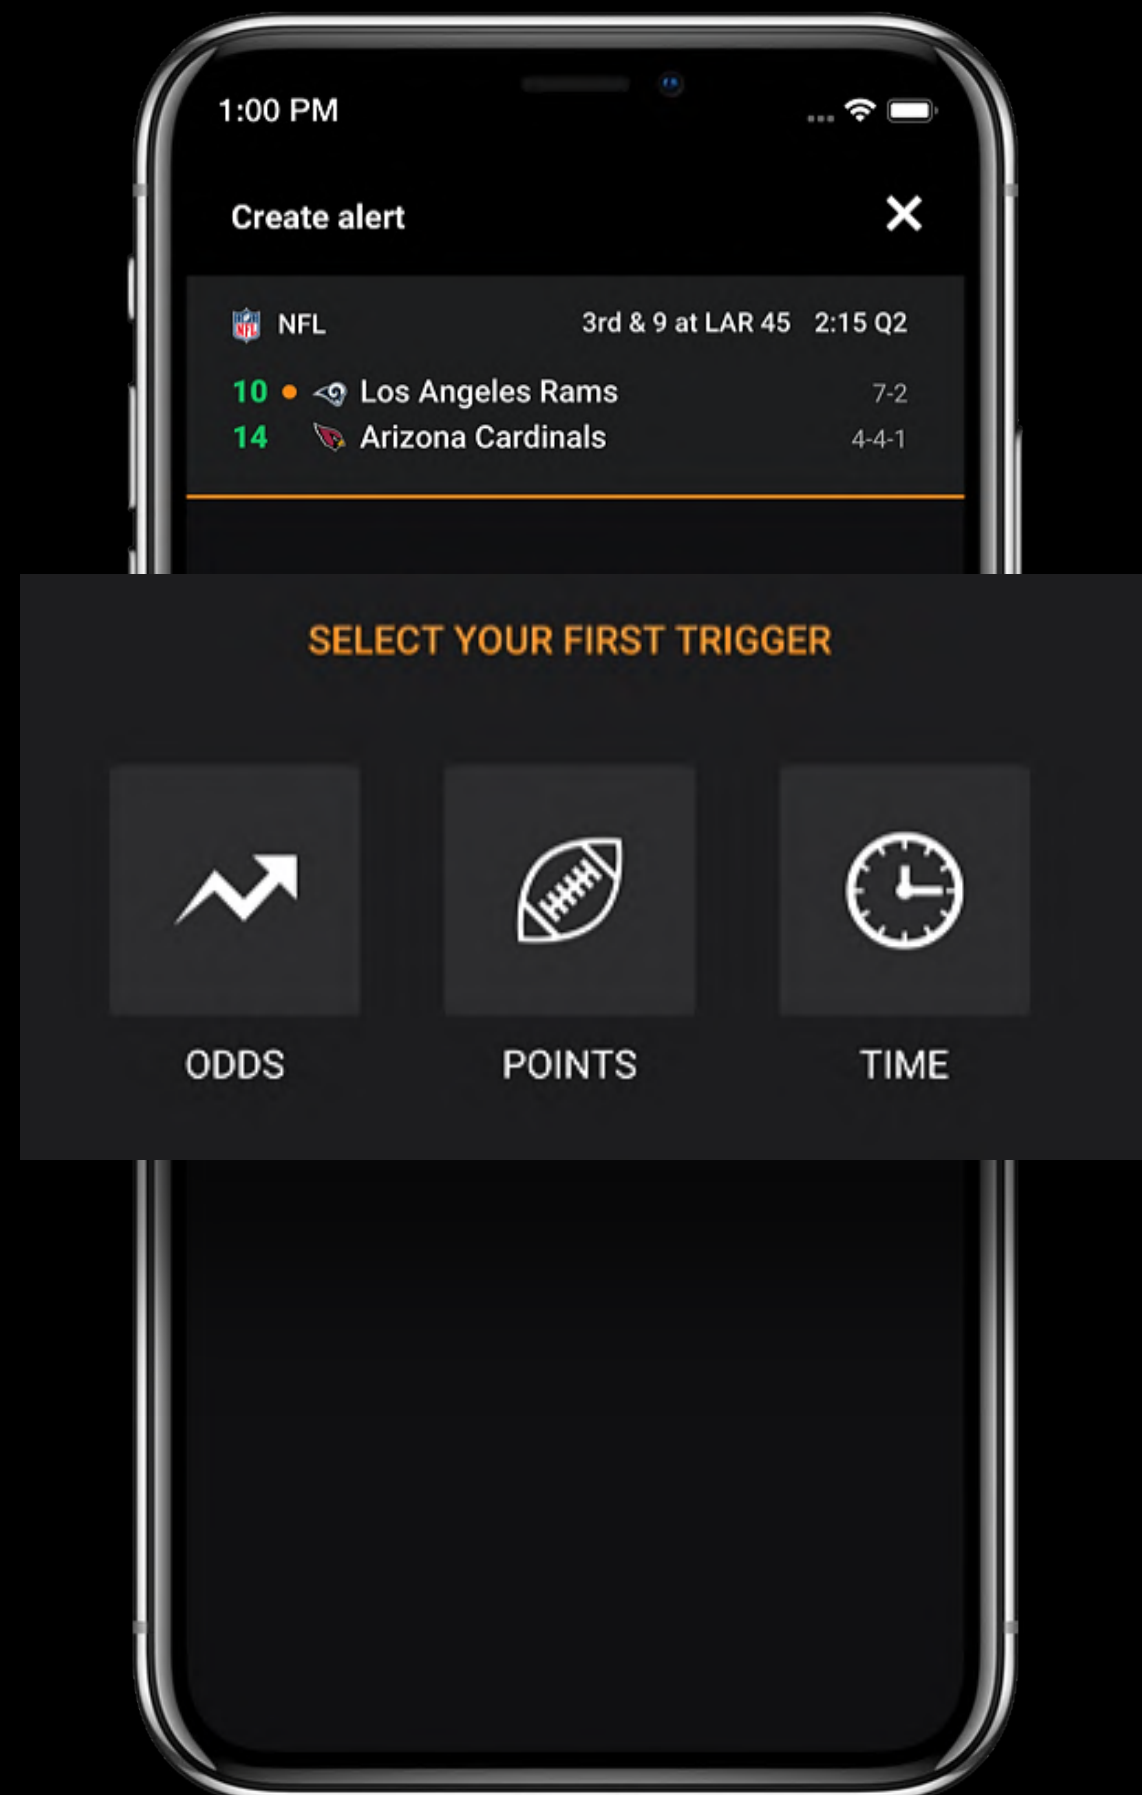 1:00 PM
Create alert
NFL 3rd & 9 at LAR 45 2:15 Q2
10 Los Angeles Rams 7-2
14 Arizona Cardinals 4-4-1
SELECT YOUR FIRST TRIGGER
ODDS POINTS TIME